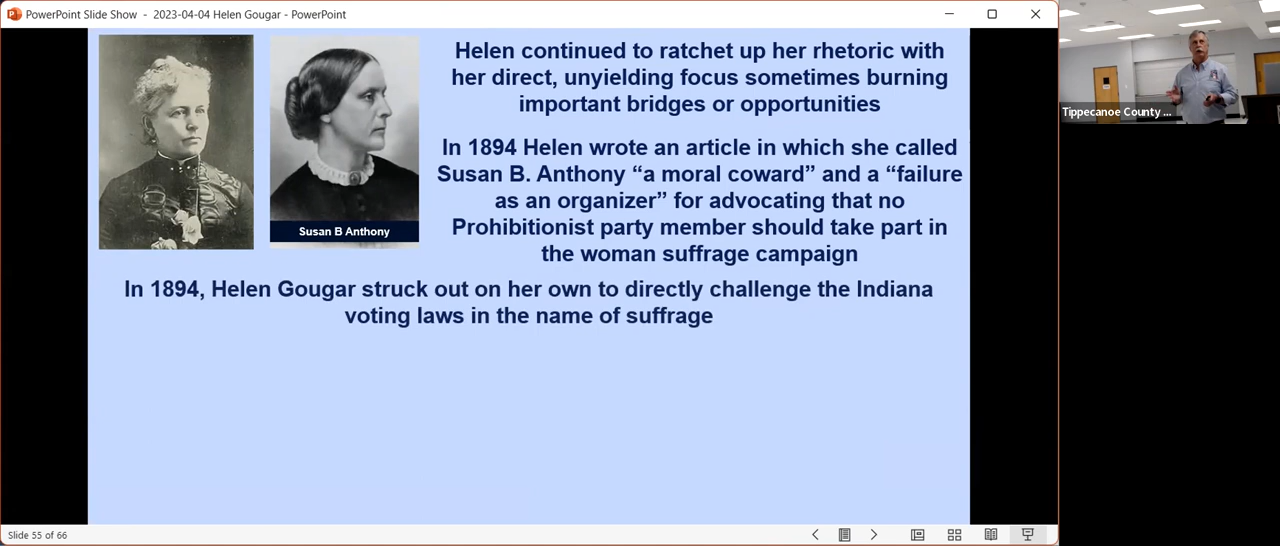 PowerPoint Slide Show - 2023-04-04 Helen Gougar - PowerPoint
Helen continued to ratchet up her rhetoric with
her direct, unyielding focus sometimes burning
important bridges or opportunities
In 1894 Helen wrote an article in which she called
Susan B. Anthony “a moral coward” and a “failure
as an organizer” for advocating that no
Prohibitionist party member should take part in
the woman suffrage campaign
Susan B Anthony
In 1894, Helen Gougar struck out on her own to directly challenge the Indiana
voting laws in the name of suffrage
Slide 55 of 66
Tippecanoe County ...